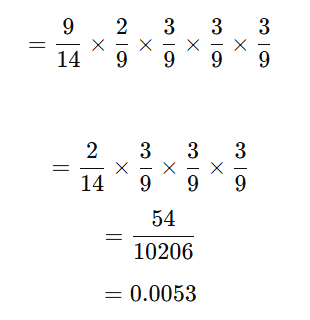 = 9/14 × 2/9 × 3/9 × 3/9 × 3/9
= 2/14 × 3/9 × 3/9 × 3/9
= 54/10206
= 0.0053